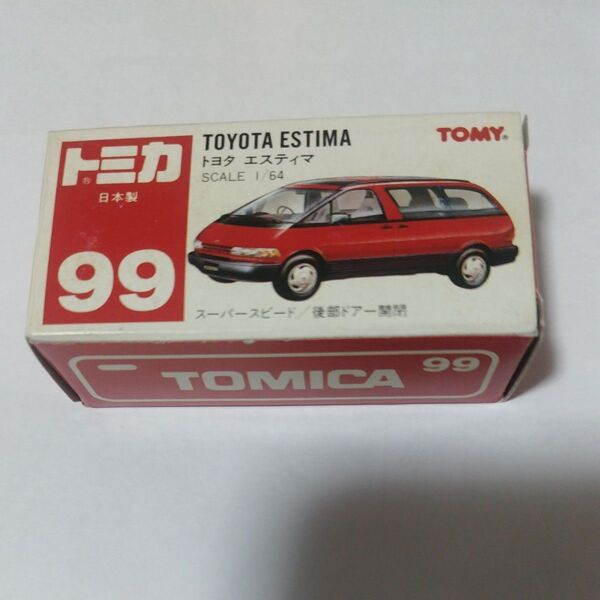 トミカ®
日本製
99
TOYOTA ESTIMA
トヨタ エスティマ
SCALE 1/64
TOMY®
スーパースピード/後部ドアー開閉
TOMICA
99